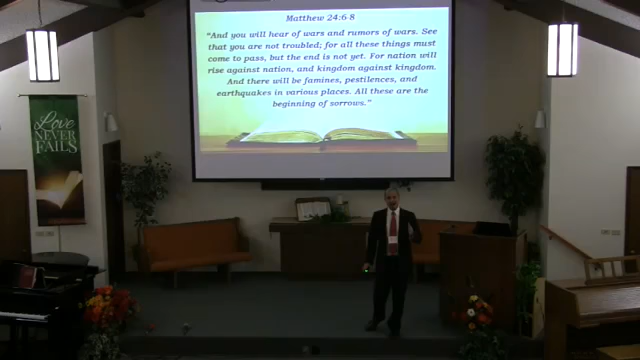 Matthew 24:6-8
"And you will hear of wars and rumors of wars. See
that you are not troubled; for all these things must
come to pass, but the end is not yet. For nation will
rise against nation, and kingdom against kingdom.
And there will be famines, pestilences, and
earthquakes in various places. All these are the
beginning of sorrows."
Love
NEVER
FAILS